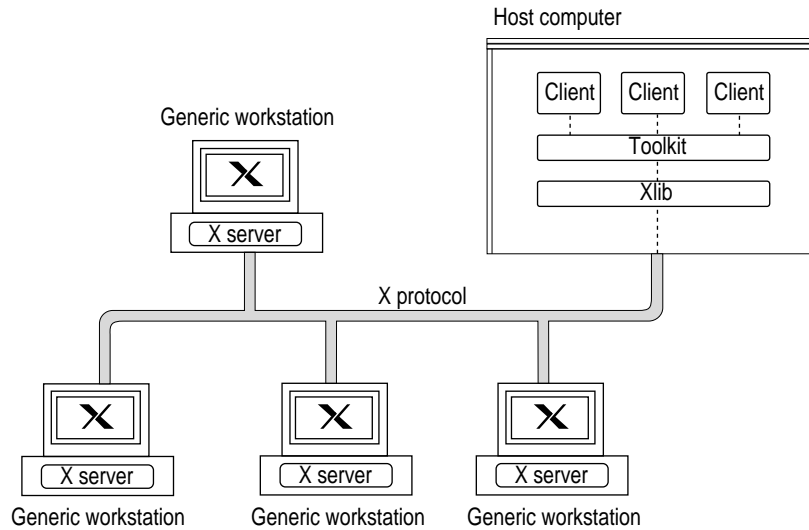 Host computer
Client Client Client
Generic workstation
Toolkit
Xlib
X server
X protocol
X server X server X server
Generic workstation Generic workstation Generic workstation